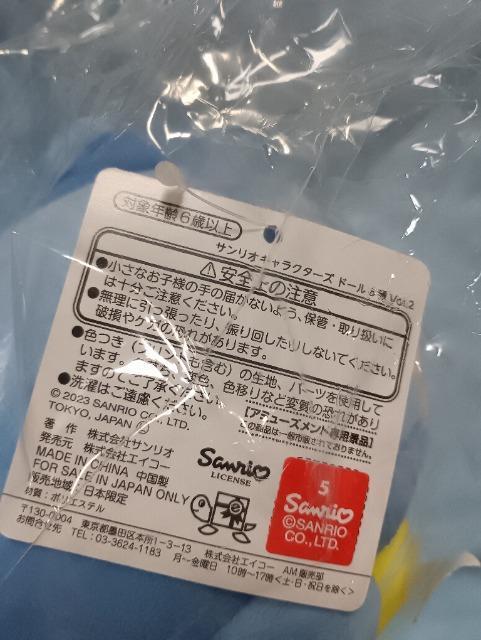 対象年齢6歳以上
サンリオキャラクターズ ドール Vol.2
⚠安全上の注意
●小さなお子様の手の届かないよう、保管・取り扱いに
は十分ご注意ください。
●無理に引っ張ったり、振り回したりしないでください。
破損やケガの恐れがあります。
●色つき の生地、パーツを使用して
います。 色移りなど変質の恐れがあり
ますのでご了承ください。
●洗濯はご遠慮ください。
【アミューズメント専用景品】
この製品は一般市販されておりません。
© 2023 SANRIO CO., LTD.
TOKYO, JAPAN
著作 株式会社サンリオ
発売元 株式会社エイコー
MADE IN CHINA 中国製
FOR SALE IN JAPAN ONLY
販売地域：日本限定
材質：ポリエステル
Sanrio
LICENSE
5
Sanrio
©SANRIO
CO., LTD.
〒130-0004 東京都墨田区本所1-3-13 株式会社エイコー AM販売部
お問合せ先 TEL. 03-3624-1183 月～金曜日 10時～17時<土・日・祝日を除く>